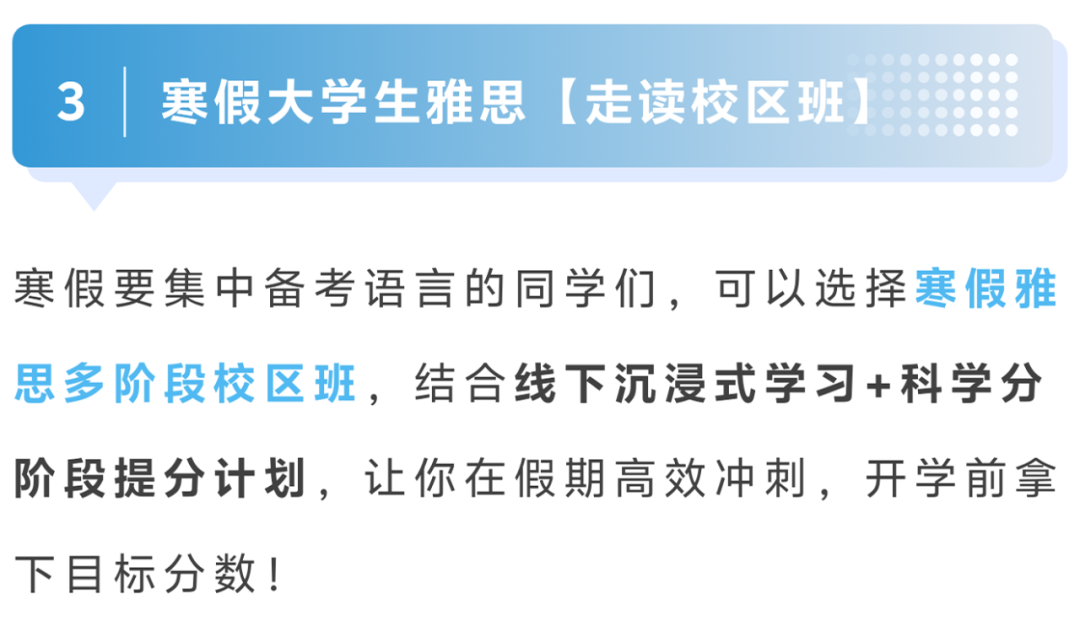 3 寒假大学生雅思【走读校区班】
寒假要集中备考语言的同学们，可以选择寒假雅
思多阶段校区班，结合线下沉浸式学习+科学分
阶段提分计划，让你在假期高效冲刺，开学前拿
下目标分数！